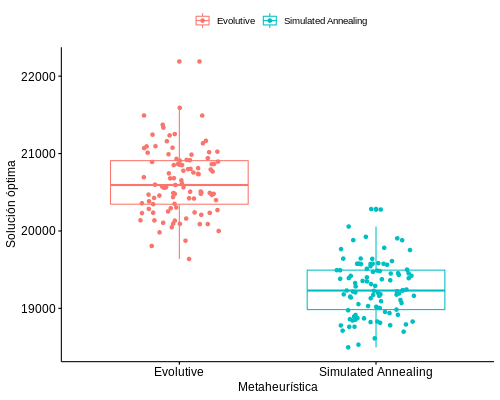 Evolutive Simulated Annealing
22000
21000
20000
19000
Solución óptima
Evolutive Simulated Annealing
Metaheurística